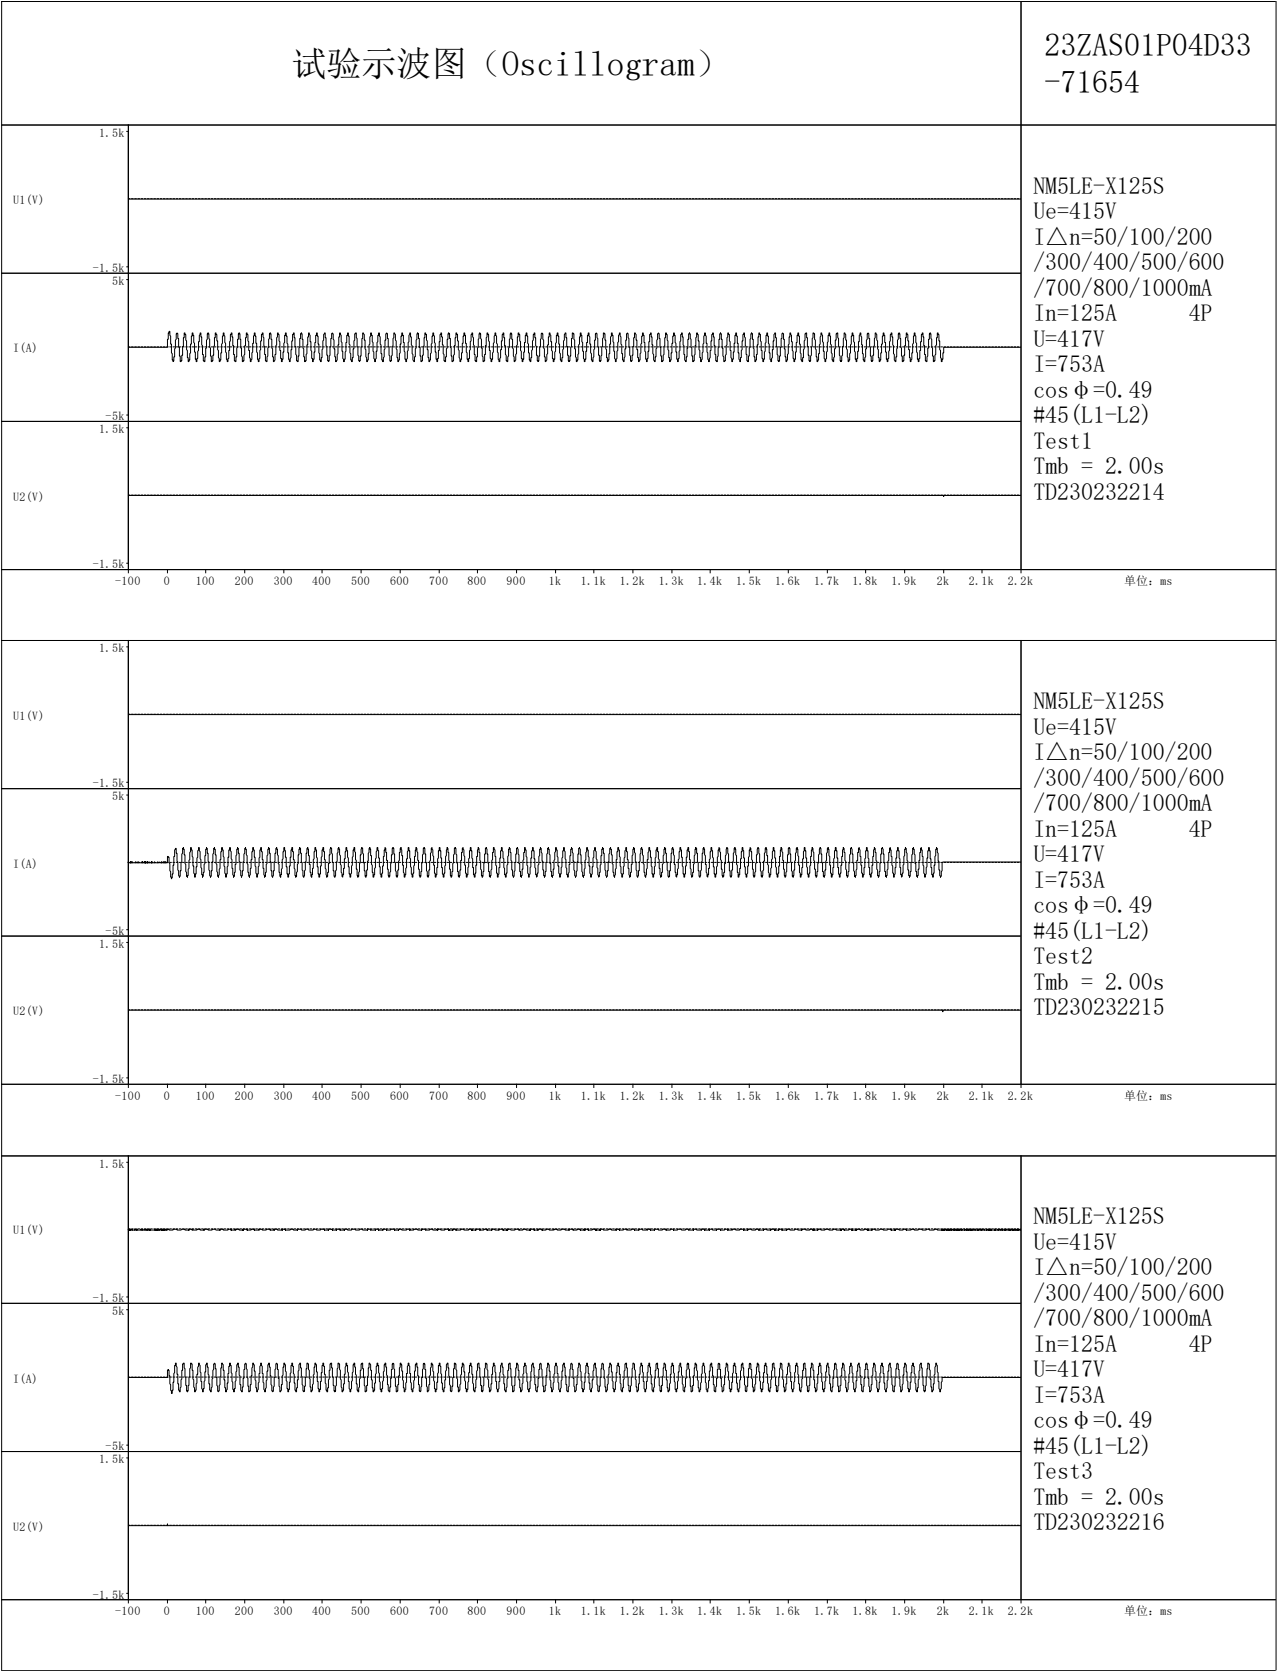 试验示波图（Oscillogram）
23ZAS01P04D33
-71654
1.5k
U1(V)
-1.5k
5k
I(A)
-5k
1.5k
U2(V)
-1.5k
-100 0 100 200 300 400 500 600 700 800 900 1k 1.1k 1.2k 1.3k 1.4k 1.5k 1.6k 1.7k 1.8k 1.9k 2k 2.1k 2.2k
单位: ms
NM5LE-X125S
Ue=415V
I△n=50/100/200
/300/400/500/600
/700/800/1000mA
In=125A 4P
U=417V
I=753A
cosφ=0.49
#45(L1-L2)
Test1
Tmb = 2.00s
TD230232214
1.5k
U1(V)
-1.5k
5k
I(A)
-5k
1.5k
U2(V)
-1.5k
-100 0 100 200 300 400 500 600 700 800 900 1k 1.1k 1.2k 1.3k 1.4k 1.5k 1.6k 1.7k 1.8k 1.9k 2k 2.1k 2.2k
单位: ms
NM5LE-X125S
Ue=415V
I△n=50/100/200
/300/400/500/600
/700/800/1000mA
In=125A 4P
U=417V
I=753A
cosφ=0.49
#45(L1-L2)
Test2
Tmb = 2.00s
TD230232215
1.5k
U1(V)
-1.5k
5k
I(A)
-5k
1.5k
U2(V)
-1.5k
-100 0 100 200 300 400 500 600 700 800 900 1k 1.1k 1.2k 1.3k 1.4k 1.5k 1.6k 1.7k 1.8k 1.9k 2k 2.1k 2.2k
单位: ms
NM5LE-X125S
Ue=415V
I△n=50/100/200
/300/400/500/600
/700/800/1000mA
In=125A 4P
U=417V
I=753A
cosφ=0.49
#45(L1-L2)
Test3
Tmb = 2.00s
TD230232216